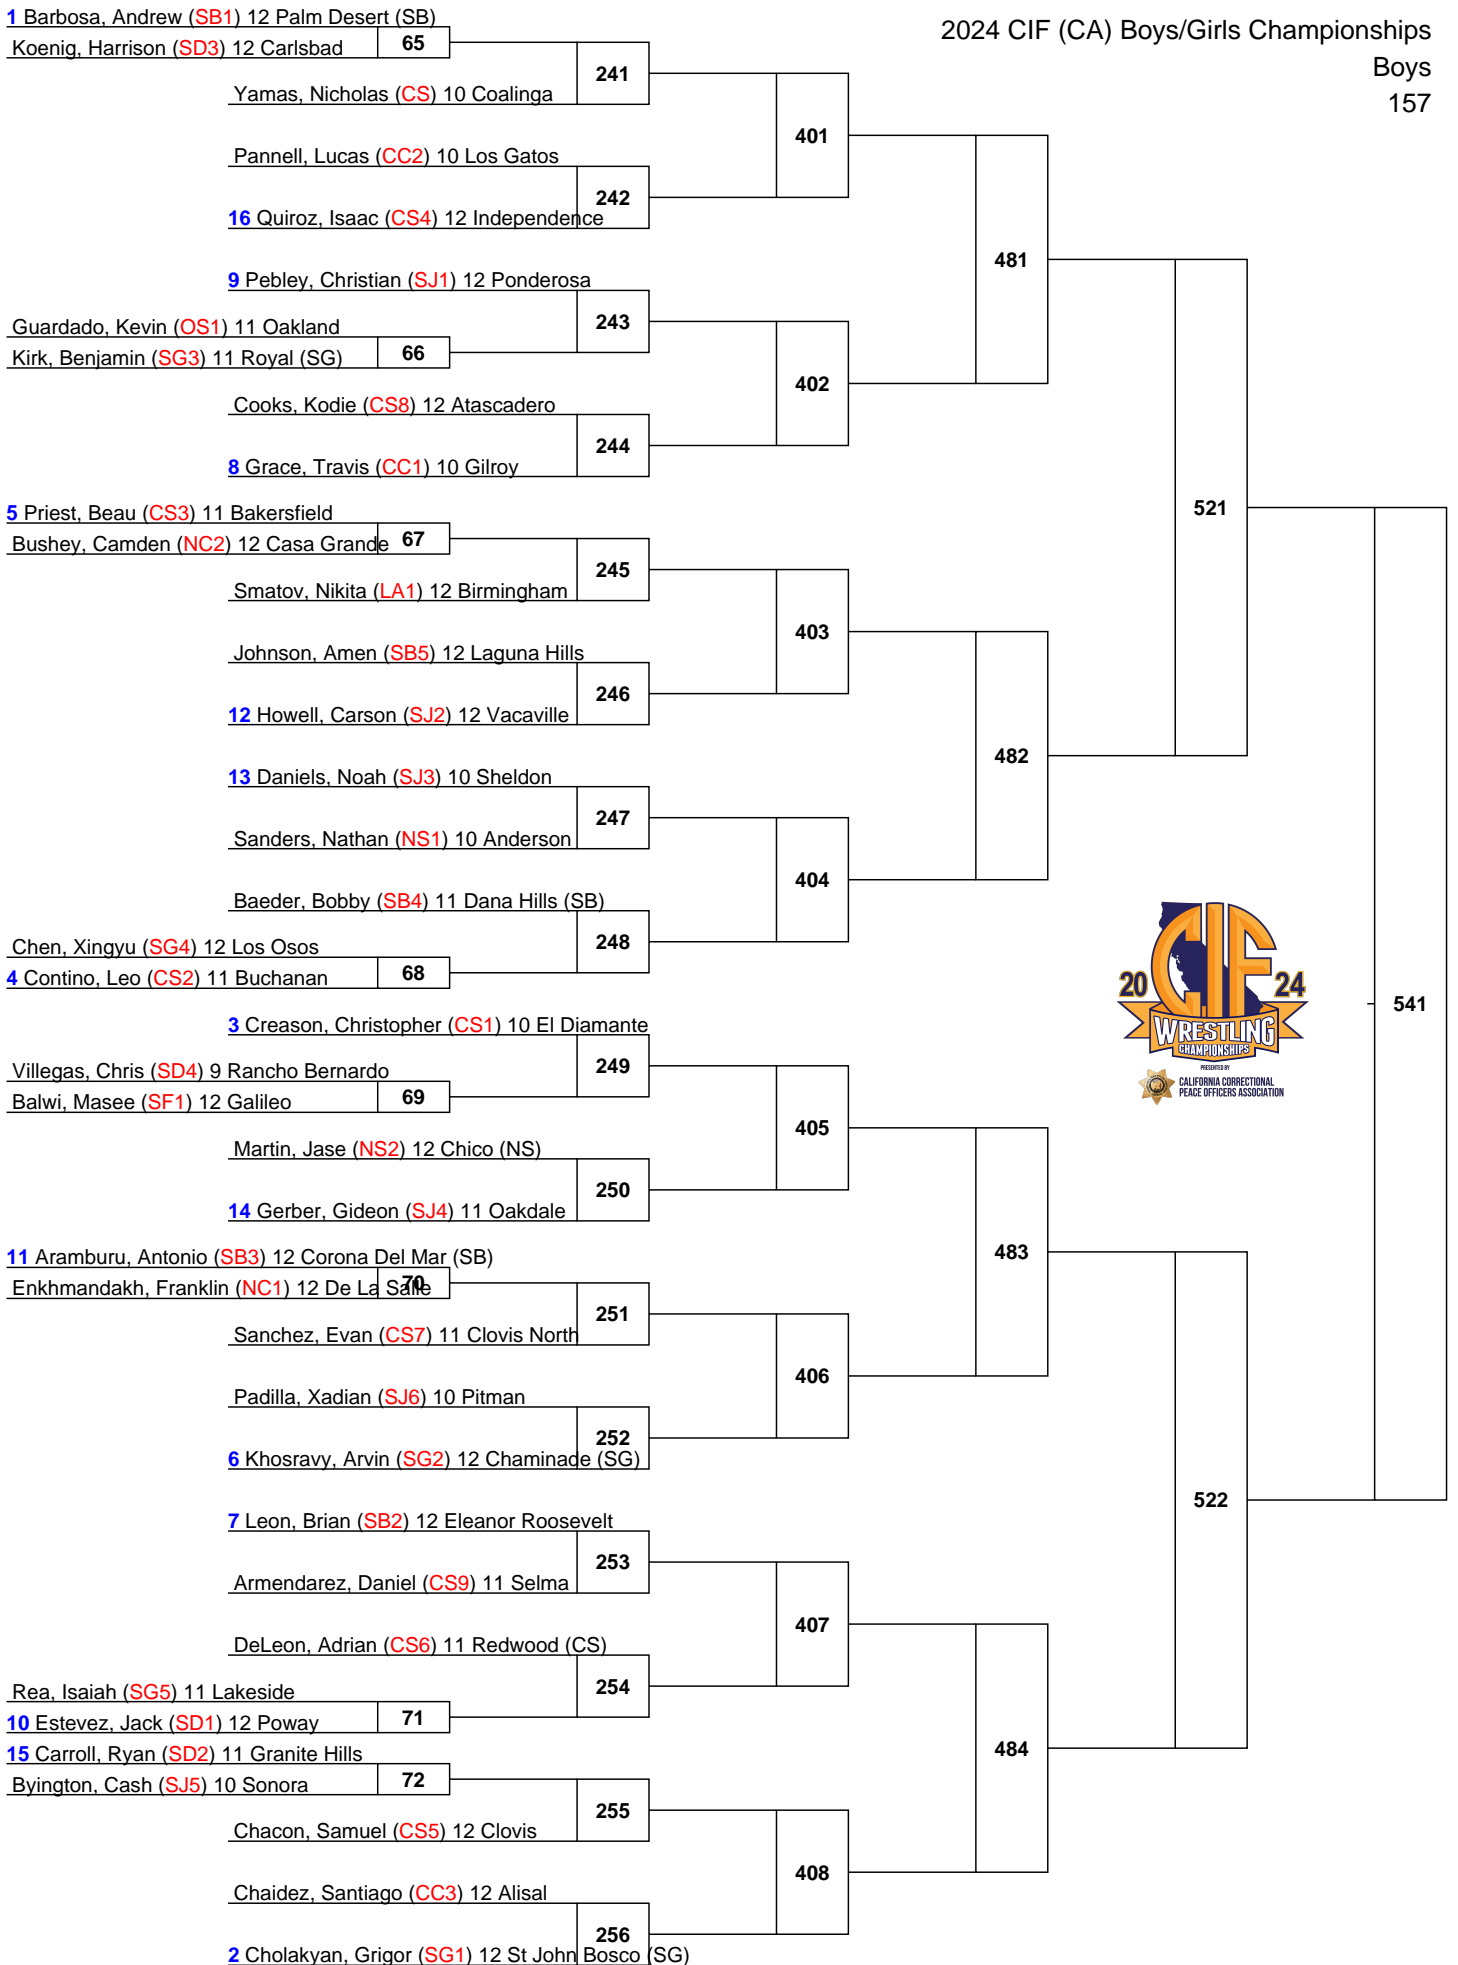 2024 CIF (CA) Boys/Girls Championships
Boys
157
1 Barbosa, Andrew (SB1) 12 Palm Desert (SB)
Koenig, Harrison (SD3) 12 Carlsbad
65
241
Yamas, Nicholas (CS) 10 Coalinga
401
Pannell, Lucas (CC2) 10 Los Gatos
242
16 Quiroz, Isaac (CS4) 12 Independence
481
9 Pebley, Christian (SJ1) 12 Ponderosa
243
Guardado, Kevin (OS1) 11 Oakland
Kirk, Benjamin (SG3) 11 Royal (SG)
66
402
Cooks, Kodie (CS8) 12 Atascadero
244
8 Grace, Travis (CC1) 10 Gilroy
521
5 Priest, Beau (CS3) 11 Bakersfield
Bushey, Camden (NC2) 12 Casa Grande
67
245
Smatov, Nikita (LA1) 12 Birmingham
403
Johnson, Amen (SB5) 12 Laguna Hills
246
12 Howell, Carson (SJ2) 12 Vacaville
482
13 Daniels, Noah (SJ3) 10 Sheldon
247
Sanders, Nathan (NS1) 10 Anderson
404
Baeder, Bobby (SB4) 11 Dana Hills (SB)
248
Chen, Xingyu (SG4) 12 Los Osos
4 Contino, Leo (CS2) 11 Buchanan
68
CIF
20 24
WRESTLING
CHAMPIONSHIPS
PRESENTED BY
CALIFORNIA CORRECTIONAL
PEACE OFFICERS ASSOCIATION
541
3 Creason, Christopher (CS1) 10 El Diamante
249
Villegas, Chris (SD4) 9 Rancho Bernardo
Balwi, Masee (SF1) 12 Galileo
69
405
Martin, Jase (NS2) 12 Chico (NS)
250
14 Gerber, Gideon (SJ4) 11 Oakdale
483
11 Aramburu, Antonio (SB3) 12 Corona Del Mar (SB)
Enkhmandakh, Franklin (NC1) 12 De La Salle
70
251
Sanchez, Evan (CS7) 11 Clovis North
406
Padilla, Xadian (SJ6) 10 Pitman
252
6 Khosravy, Arvin (SG2) 12 Chaminade (SG)
522
7 Leon, Brian (SB2) 12 Eleanor Roosevelt
253
Armendarez, Daniel (CS9) 11 Selma
407
DeLeon, Adrian (CS6) 11 Redwood (CS)
254
Rea, Isaiah (SG5) 11 Lakeside
10 Estevez, Jack (SD1) 12 Poway
71
484
15 Carroll, Ryan (SD2) 11 Granite Hills
Byington, Cash (SJ5) 10 Sonora
72
255
Chacon, Samuel (CS5) 12 Clovis
408
Chaidez, Santiago (CC3) 12 Alisal
256
2 Cholakyan, Grigor (SG1) 12 St John Bosco (SG)